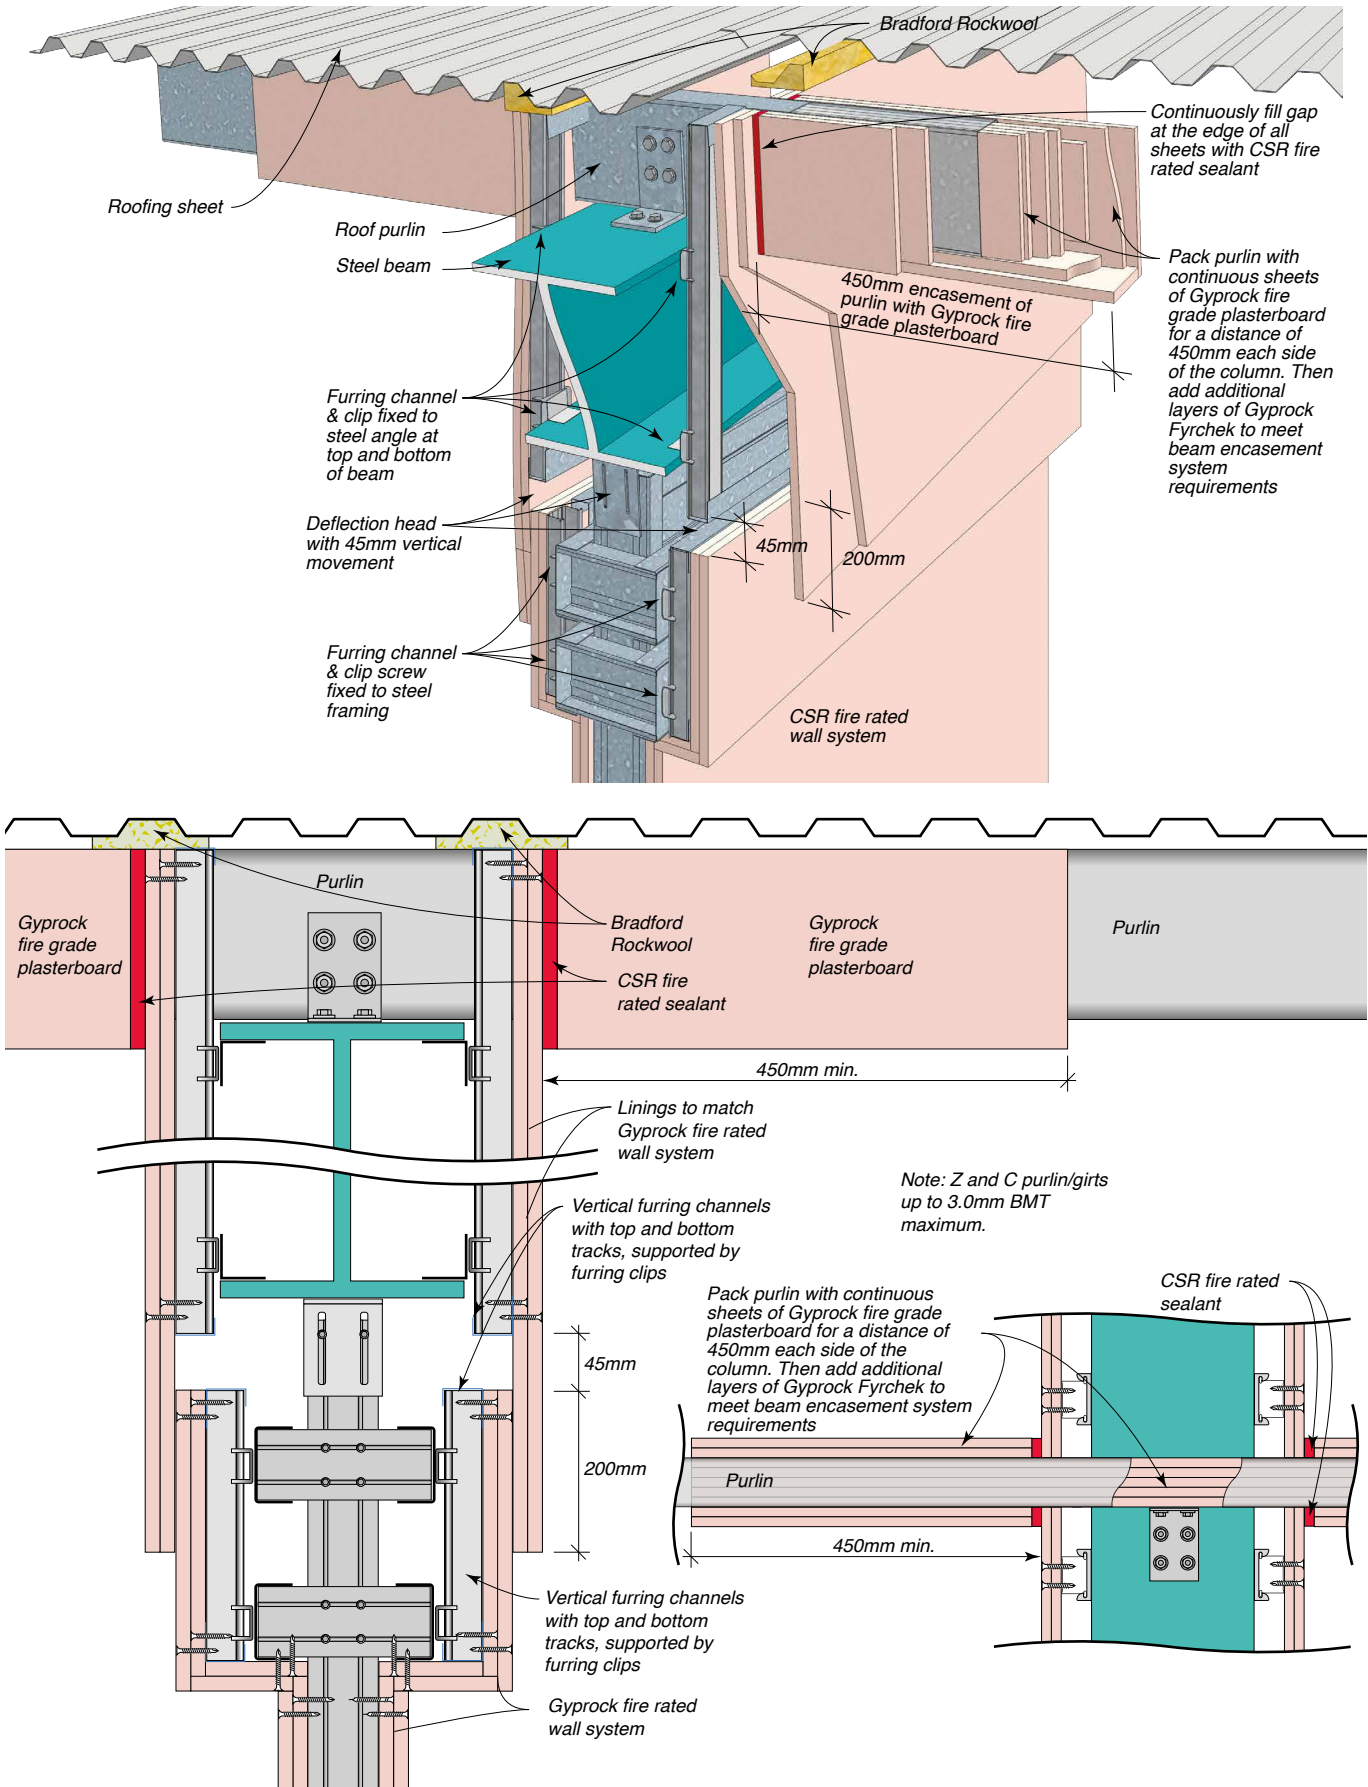 Bradford Rockwool
Continuously fill gap
at the edge of all
sheets with CSR fire
rated sealant
Roofing sheet
Roof purlin
Steel beam
Pack purlin with
continuous sheets
of Gyprock fire
grade plasterboard
for a distance of
450mm each side
of the column. Then
add additional
layers of Gyprock
Fyrchek to meet
beam encasement
system
requirements
450mm encasement of
purlin with Gyprock fire
grade plasterboard
Furring channel
& clip fixed to
steel angle at
top and bottom
of beam
Deflection head
with 45mm vertical
movement
45mm
200mm
Furring channel
& clip screw
fixed to steel
framing
CSR fire rated
wall system
Purlin
Gyprock
fire grade
plasterboard
Bradford
Rockwool
Gyprock
fire grade
plasterboard
Purlin
CSR fire
rated sealant
450mm min.
Linings to match
Gyprock fire rated
wall system
Note: Z and C purlin/girts
up to 3.0mm BMT
maximum.
Vertical furring channels
with top and bottom
tracks, supported by
furring clips
CSR fire rated
sealant
Pack purlin with continuous
sheets of Gyprock fire grade
plasterboard for a distance of
450mm each side of the
column. Then add additional
layers of Gyprock Fyrchek to
meet beam encasement system
requirements
45mm
200mm
Purlin
450mm min.
Vertical furring channels
with top and bottom
tracks, supported by
furring clips
Gyprock fire rated
wall system